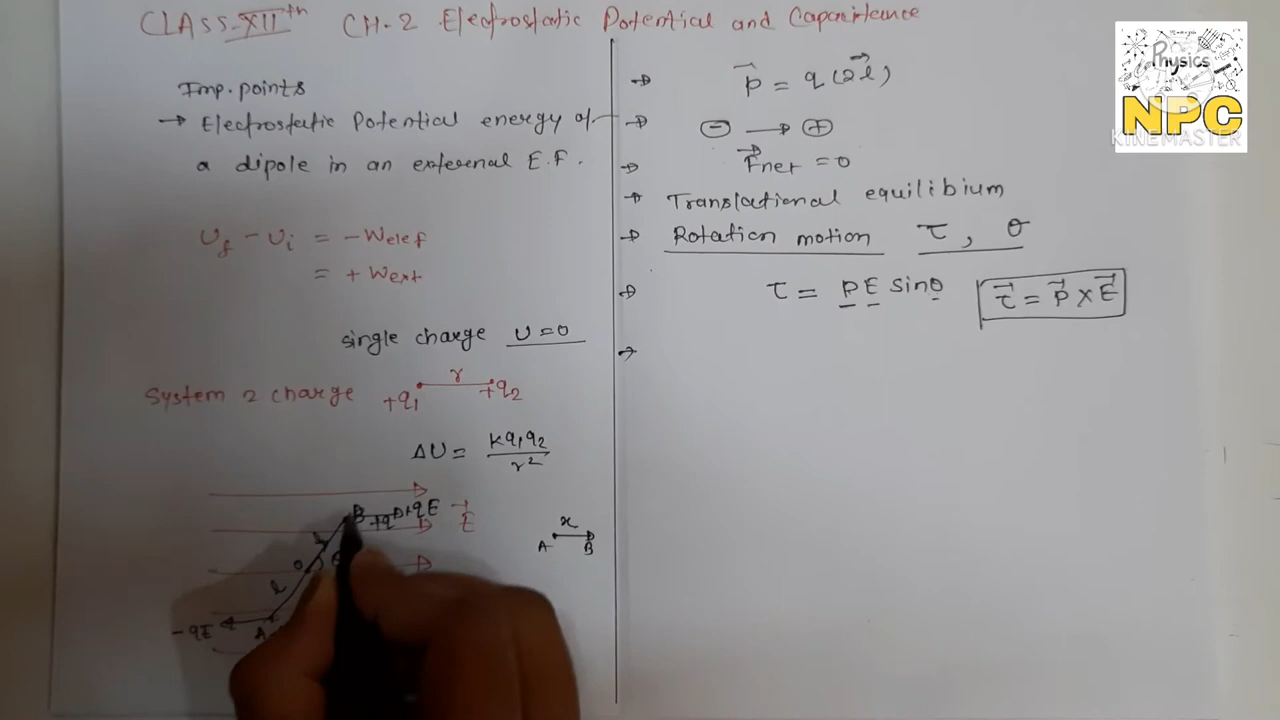 CLASS-XIIth CH-2 Electrostatic Potential and Capacitence
Imp. points
→ Electrostatic Potential energy of
a dipole in an external E.F.
Uf - Ui = -Welef
= + Wext
single charge U=0
System 2 charge +q1 r +q2
ΔU = Kq1q2/r²
B +q +qE E
l
O θ
l
-qE A
x
A B
→ p = q(2l)
→ ⊖ → ⊕
→ Fnet = 0
→ Translational equilibium
→ Rotation motion τ, θ
→ τ = PE sinθ τ = P × E
→
Physics
NPC
KINEMASTER